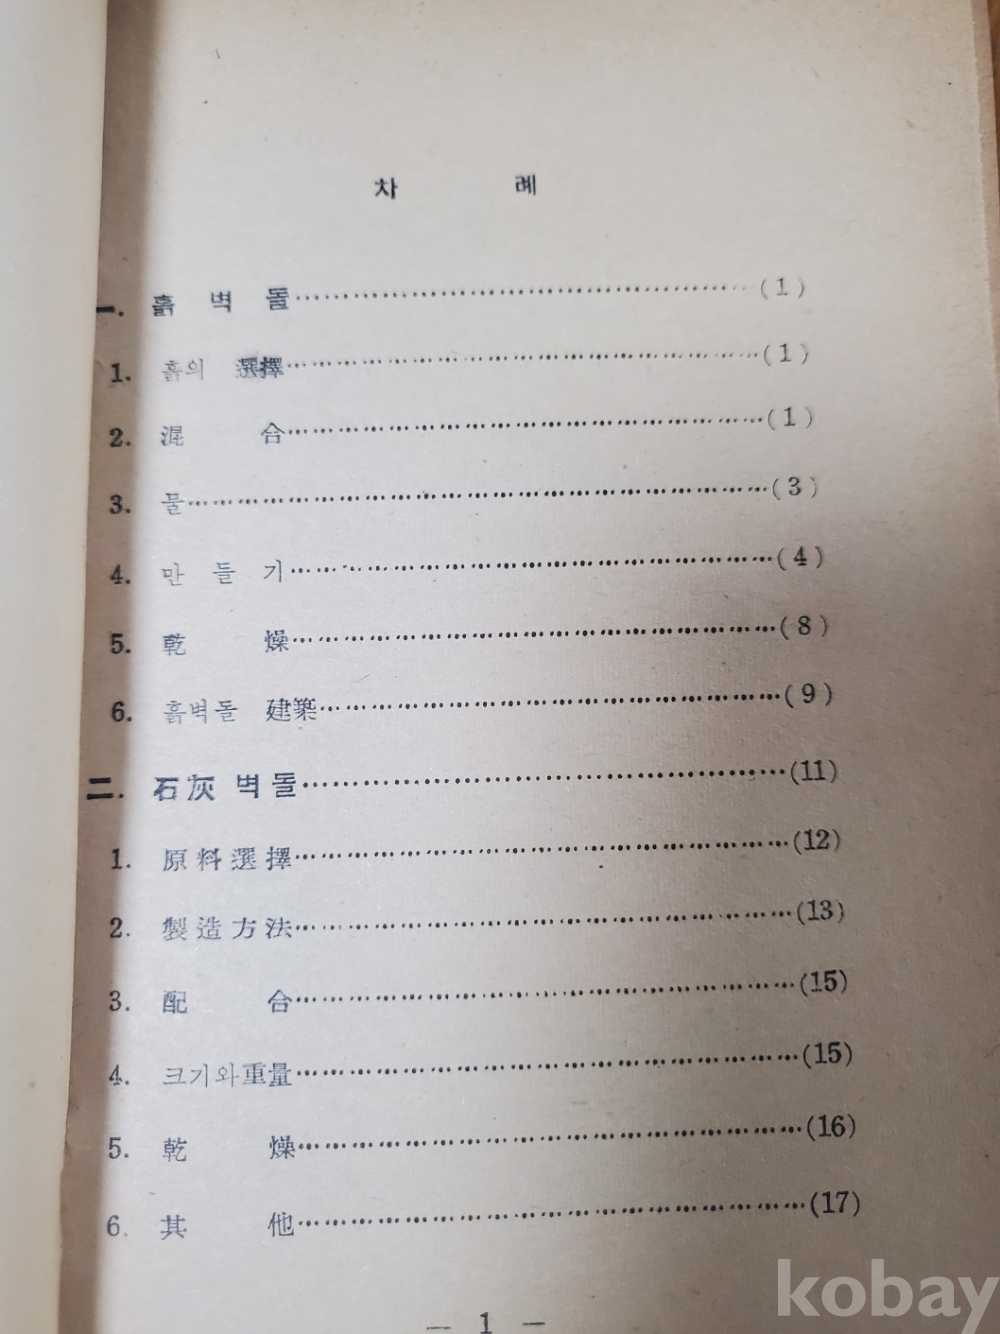 차 례
一. 흙 벽 돌………………………………(1)
1. 흙의 選擇………………………………(1)
2. 混 合………………………………(1)
3. 물………………………………(3)
4. 만 들 기………………………………(4)
5. 乾 燥………………………………(8)
6. 흙벽돌 建築………………………………(9)
二. 石灰 벽돌………………………………(11)
1. 原料選擇………………………………(12)
2. 製造方法………………………………(13)
3. 配 合………………………………(15)
4. 크기와重量………………………………(15)
5. 乾 燥………………………………(16)
6. 其 他………………………………(17)
— 1 —
kobay